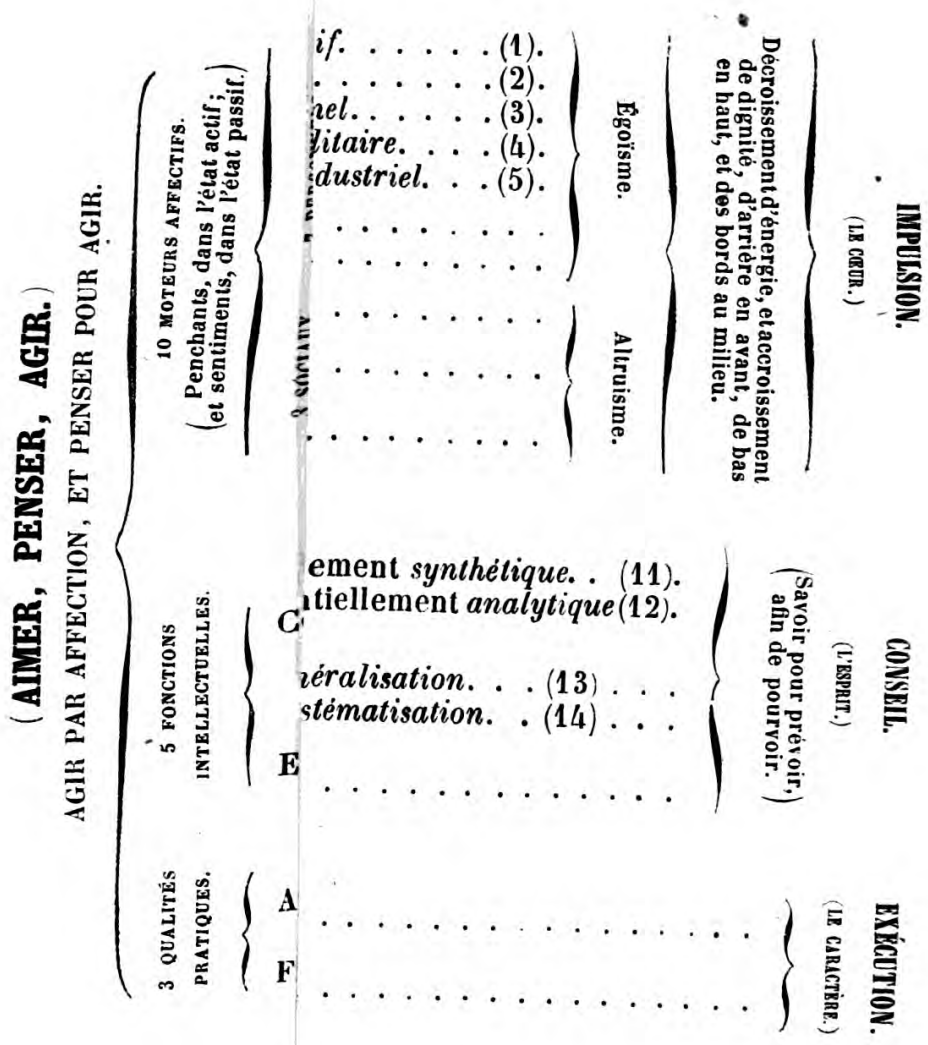 (AIMER, PENSER, AGIR.)
AGIR PAR AFFECTION, ET PENSER POUR AGIR.
10 MOTEURS AFFECTIFS.
(Penchants, dans l'état actif;
et sentiments, dans l'état passif.)
5 FONCTIONS
INTELLECTUELLES.
3 QUALITÉS
PRATIQUES.
if. . . . . . . (1).
. . . . . . . (2).
nel. . . . . . (3).
litaire. . . . (4).
dustriel. . . (5).
ement synthétique. . (11).
tiellement analytique (12).
C
néralisation. . . (13) . . .
stématisation. . (14) . . .
E
A
F
Égoïsme.
Altruisme.
Décroissement d'énergie, et accroissement
de dignité, d'arrière en avant, de bas
en haut, et des bords au milieu.
(Savoir pour prévoir,
afin de pourvoir.)
IMPULSION.
(LE CŒUR.)
CONSEIL.
(L'ESPRIT.)
EXÉCUTION.
(LE CARACTÈRE.)